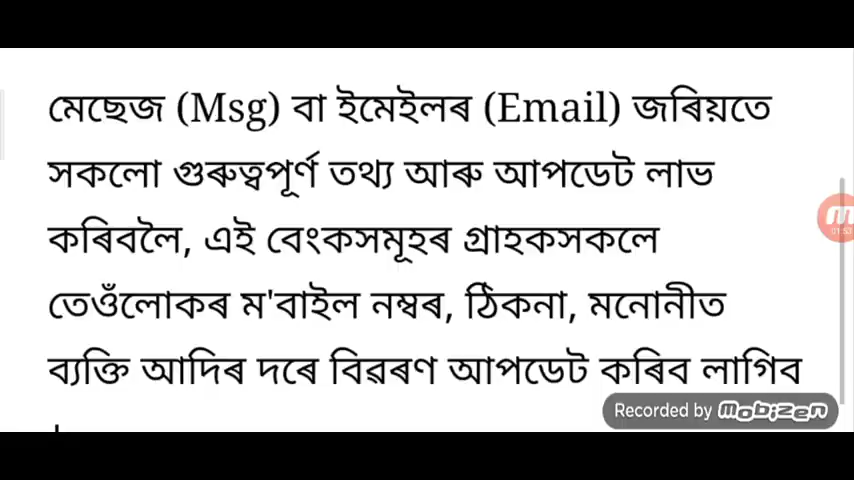 মেছেজ (Msg) বা ইমেইলৰ (Email) জৰিয়তে
সকলো গুৰুত্বপূৰ্ণ তথ্য আৰু আপডেট লাভ
কৰিবলৈ, এই বেংকসমূহৰ গ্ৰাহকসকলে
তেওঁলোকৰ ম'বাইল নম্বৰ, ঠিকনা, মনোনীত
ব্যক্তি আদিৰ দৰে বিৱৰণ আপডেট কৰিব লাগিব
Recorded by Mobizen